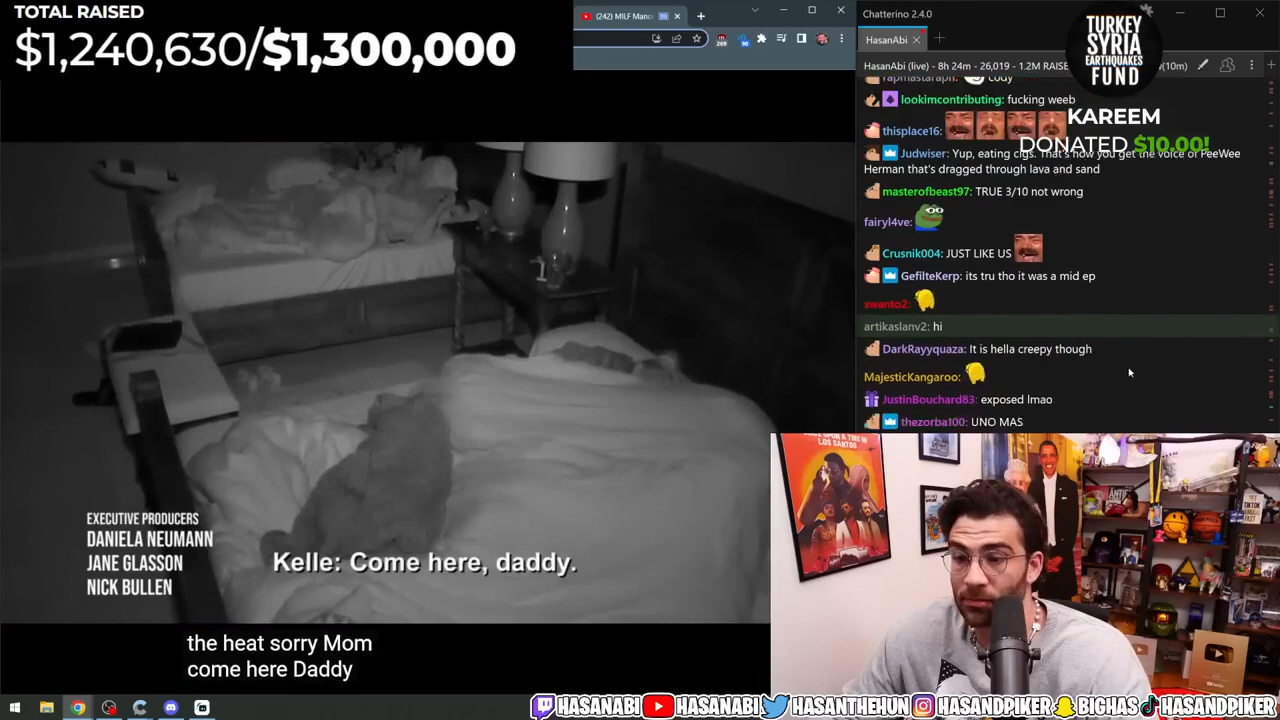 TOTAL RAISED
$1,240,630/$1,300,000
(242) MILF Mano
Chatterino 2.4.0
HasanAbi
HasanAbi (live) - 8h 24m - 26,019 - 1.2M RAISE
(10m)
TURKEY
SYRIA
EARTHQUAKES
FUND
KAREEM
DONATED $10.00!
rapmastaraph: cody
lookimcontributing: fucking weeb
thisplace16:
Judwiser: Yup, eating cigs. That's how you get the voice of PeeWee
Herman that's dragged through lava and sand
masterofbeast97: TRUE 3/10 not wrong
fairyl4ve:
Crusnik004: JUST LIKE US
GefilteKerp: its tru tho it was a mid ep
swanto2:
artikaslanv2: hi
DarkRayyquaza: It is hella creepy though
MajesticKangaroo:
JustinBouchard83: exposed lmao
thezorba100: UNO MAS
EXECUTIVE PRODUCERS
DANIELA NEUMANN
JANE GLASSON
NICK BULLEN
Kelle: Come here, daddy.
the heat sorry Mom
come here Daddy
LOS SANTOS
HASANABI
HASANABI
HASANTHEHUN
HASANDPIKER
BIGHAS
HASANDPIKER